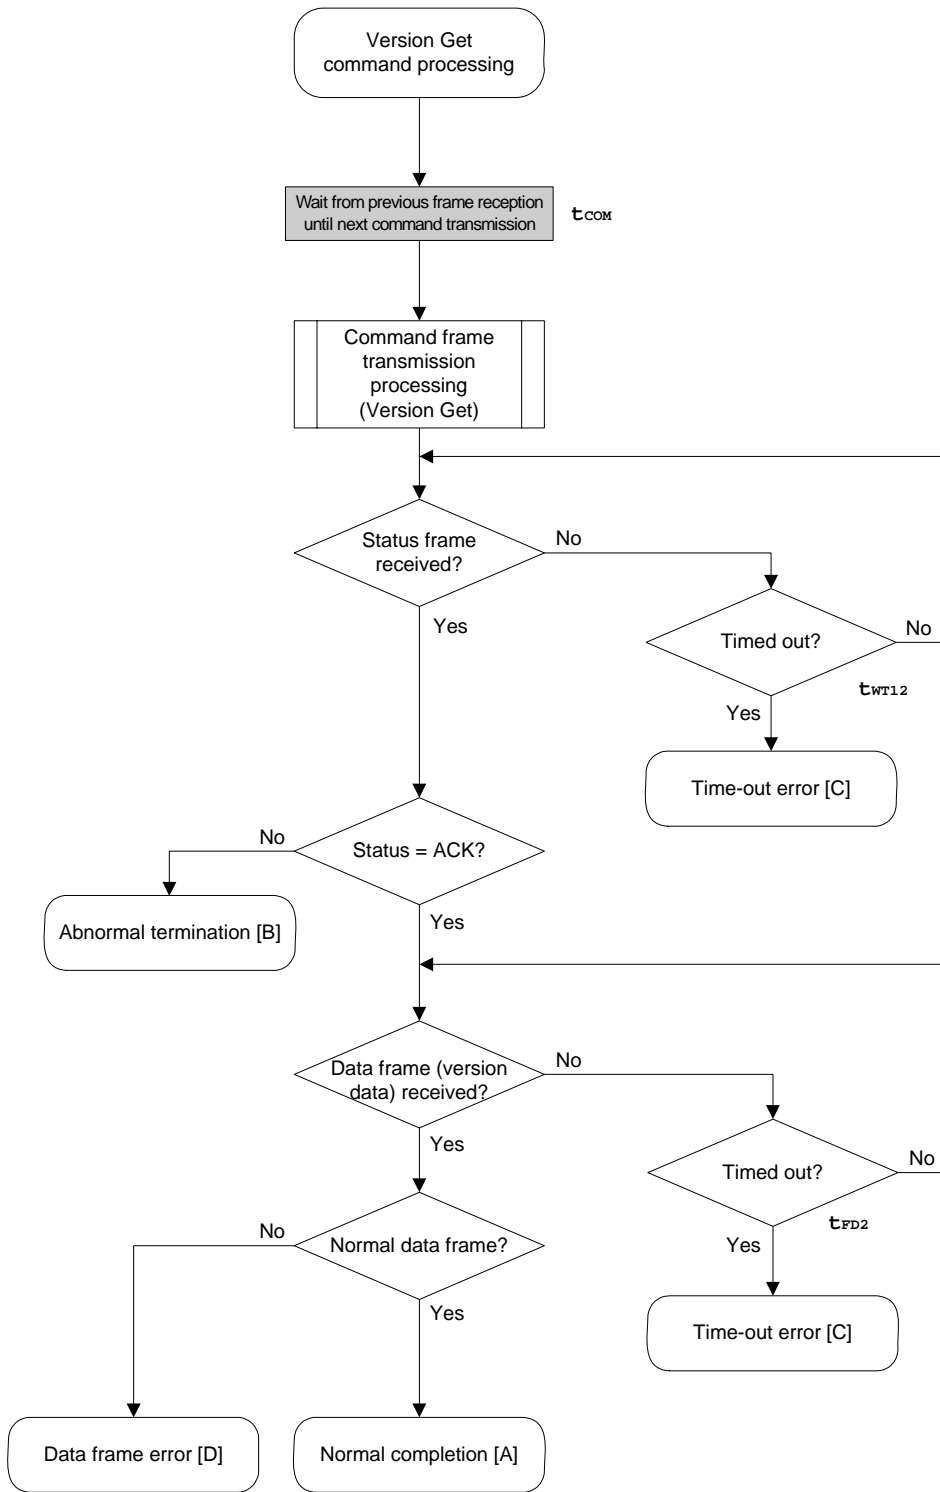 Version Get
command processing
Wait from previous frame reception
until next command transmission
tCOM
Command frame
transmission
processing
(Version Get)
Status frame
received?
No
Yes
Timed out?
No
tWT12
Yes
Time-out error [C]
No
Status = ACK?
Abnormal termination [B]
Yes
Data frame (version
data) received?
No
Yes
Timed out?
No
tFD2
Yes
No
Normal data frame?
Yes
Time-out error [C]
Data frame error [D]
Normal completion [A]